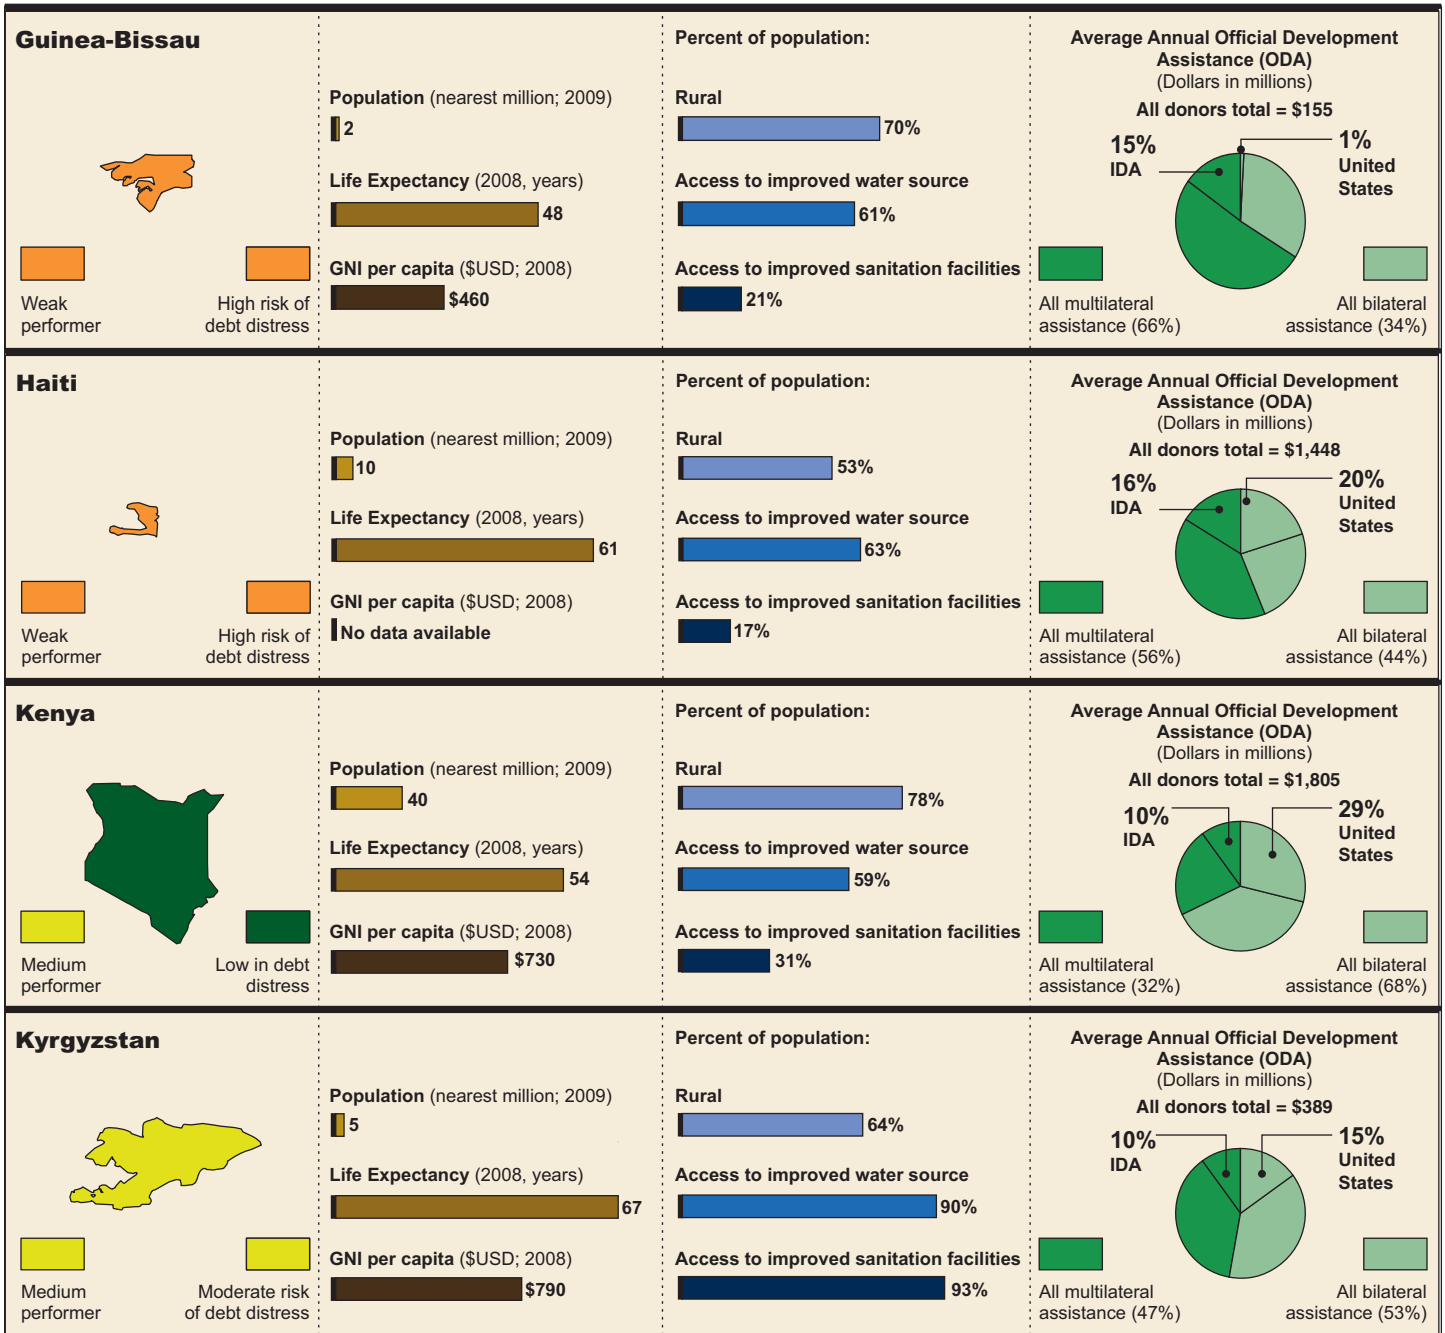 Guinea-Bissau
Weak
performer
High risk of
debt distress
Population (nearest million; 2009)
2
Life Expectancy (2008, years)
48
GNI per capita ($USD; 2008)
$460
Percent of population:
Rural
70%
Access to improved water source
61%
Access to improved sanitation facilities
21%
Average Annual Official Development
Assistance (ODA)
(Dollars in millions)
All donors total = $155
15%
IDA
1%
United
States
All multilateral
assistance (66%)
All bilateral
assistance (34%)
Haiti
Weak
performer
High risk of
debt distress
Population (nearest million; 2009)
10
Life Expectancy (2008, years)
61
GNI per capita ($USD; 2008)
No data available
Percent of population:
Rural
53%
Access to improved water source
63%
Access to improved sanitation facilities
17%
Average Annual Official Development
Assistance (ODA)
(Dollars in millions)
All donors total = $1,448
16%
IDA
20%
United
States
All multilateral
assistance (56%)
All bilateral
assistance (44%)
Kenya
Medium
performer
Low in debt
distress
Population (nearest million; 2009)
40
Life Expectancy (2008, years)
54
GNI per capita ($USD; 2008)
$730
Percent of population:
Rural
78%
Access to improved water source
59%
Access to improved sanitation facilities
31%
Average Annual Official Development
Assistance (ODA)
(Dollars in millions)
All donors total = $1,805
10%
IDA
29%
United
States
All multilateral
assistance (32%)
All bilateral
assistance (68%)
Kyrgyzstan
Medium
performer
Moderate risk
of debt distress
Population (nearest million; 2009)
5
Life Expectancy (2008, years)
67
GNI per capita ($USD; 2008)
$790
Percent of population:
Rural
64%
Access to improved water source
90%
Access to improved sanitation facilities
93%
Average Annual Official Development
Assistance (ODA)
(Dollars in millions)
All donors total = $389
10%
IDA
15%
United
States
All multilateral
assistance (47%)
All bilateral
assistance (53%)